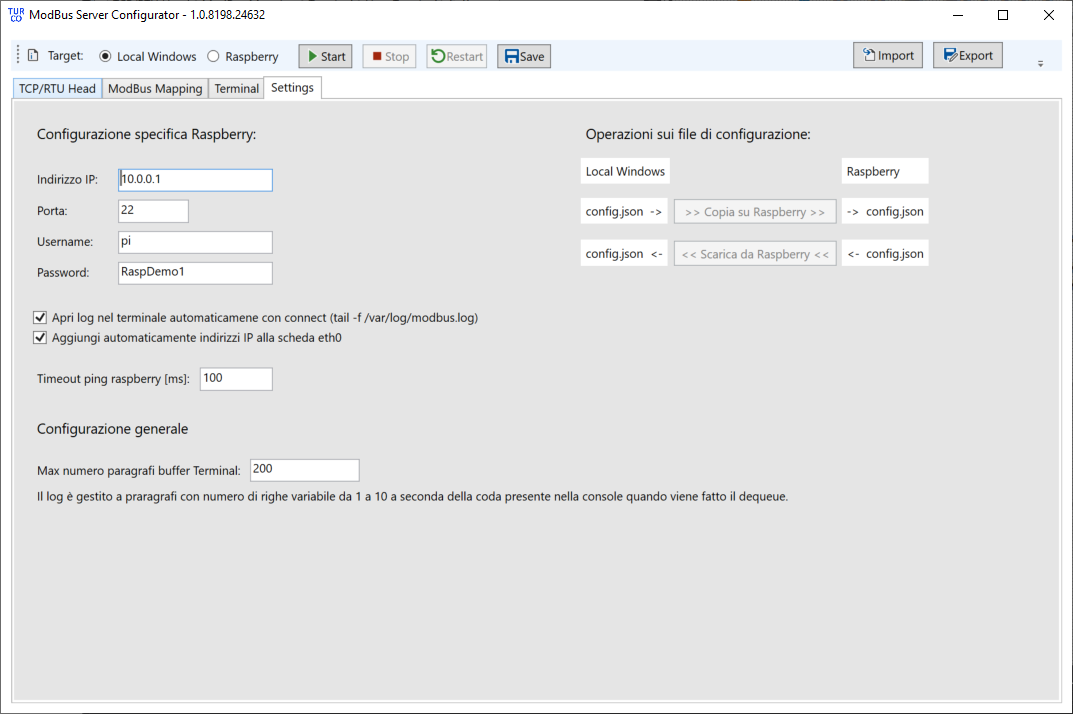 TUR
CO
ModBus Server Configurator - 1.0.8198.24632
Target: Local Windows Raspberry Start Stop Restart Save Import Export
TCP/RTU Head ModBus Mapping Terminal Settings
Configurazione specifica Raspberry:
Indirizzo IP: 10.0.0.1
Porta: 22
Username: pi
Password: RaspDemo1
Apri log nel terminale automaticamene con connect (tail -f /var/log/modbus.log)
Aggiungi automaticamente indirizzi IP alla scheda eth0
Timeout ping raspberry [ms]: 100
Configurazione generale
Max numero paragrafi buffer Terminal: 200
Il log è gestito a praragrafi con numero di righe variabile da 1 a 10 a seconda della coda presente nella console quando viene fatto il dequeue.
Operazioni sui file di configurazione:
Local Windows Raspberry
config.json -> >> Copia su Raspberry >> -> config.json
config.json <- << Scarica da Raspberry << <- config.json